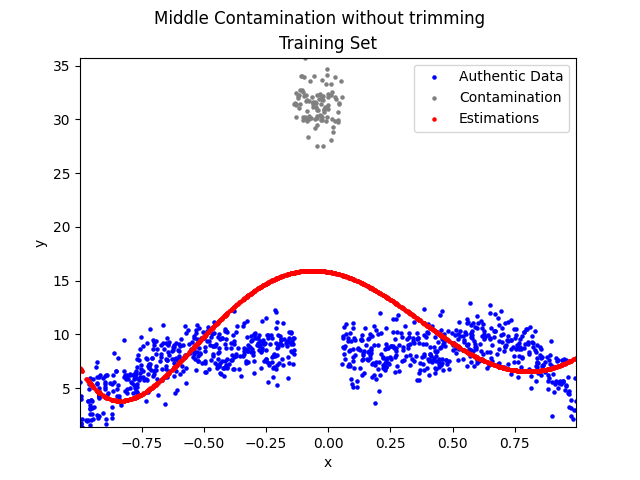 Middle Contamination without trimming
Training Set
35
30
25
20
15
10
5
y
Authentic Data
Contamination
Estimations
−0.75 −0.50 −0.25 0.00 0.25 0.50 0.75
x